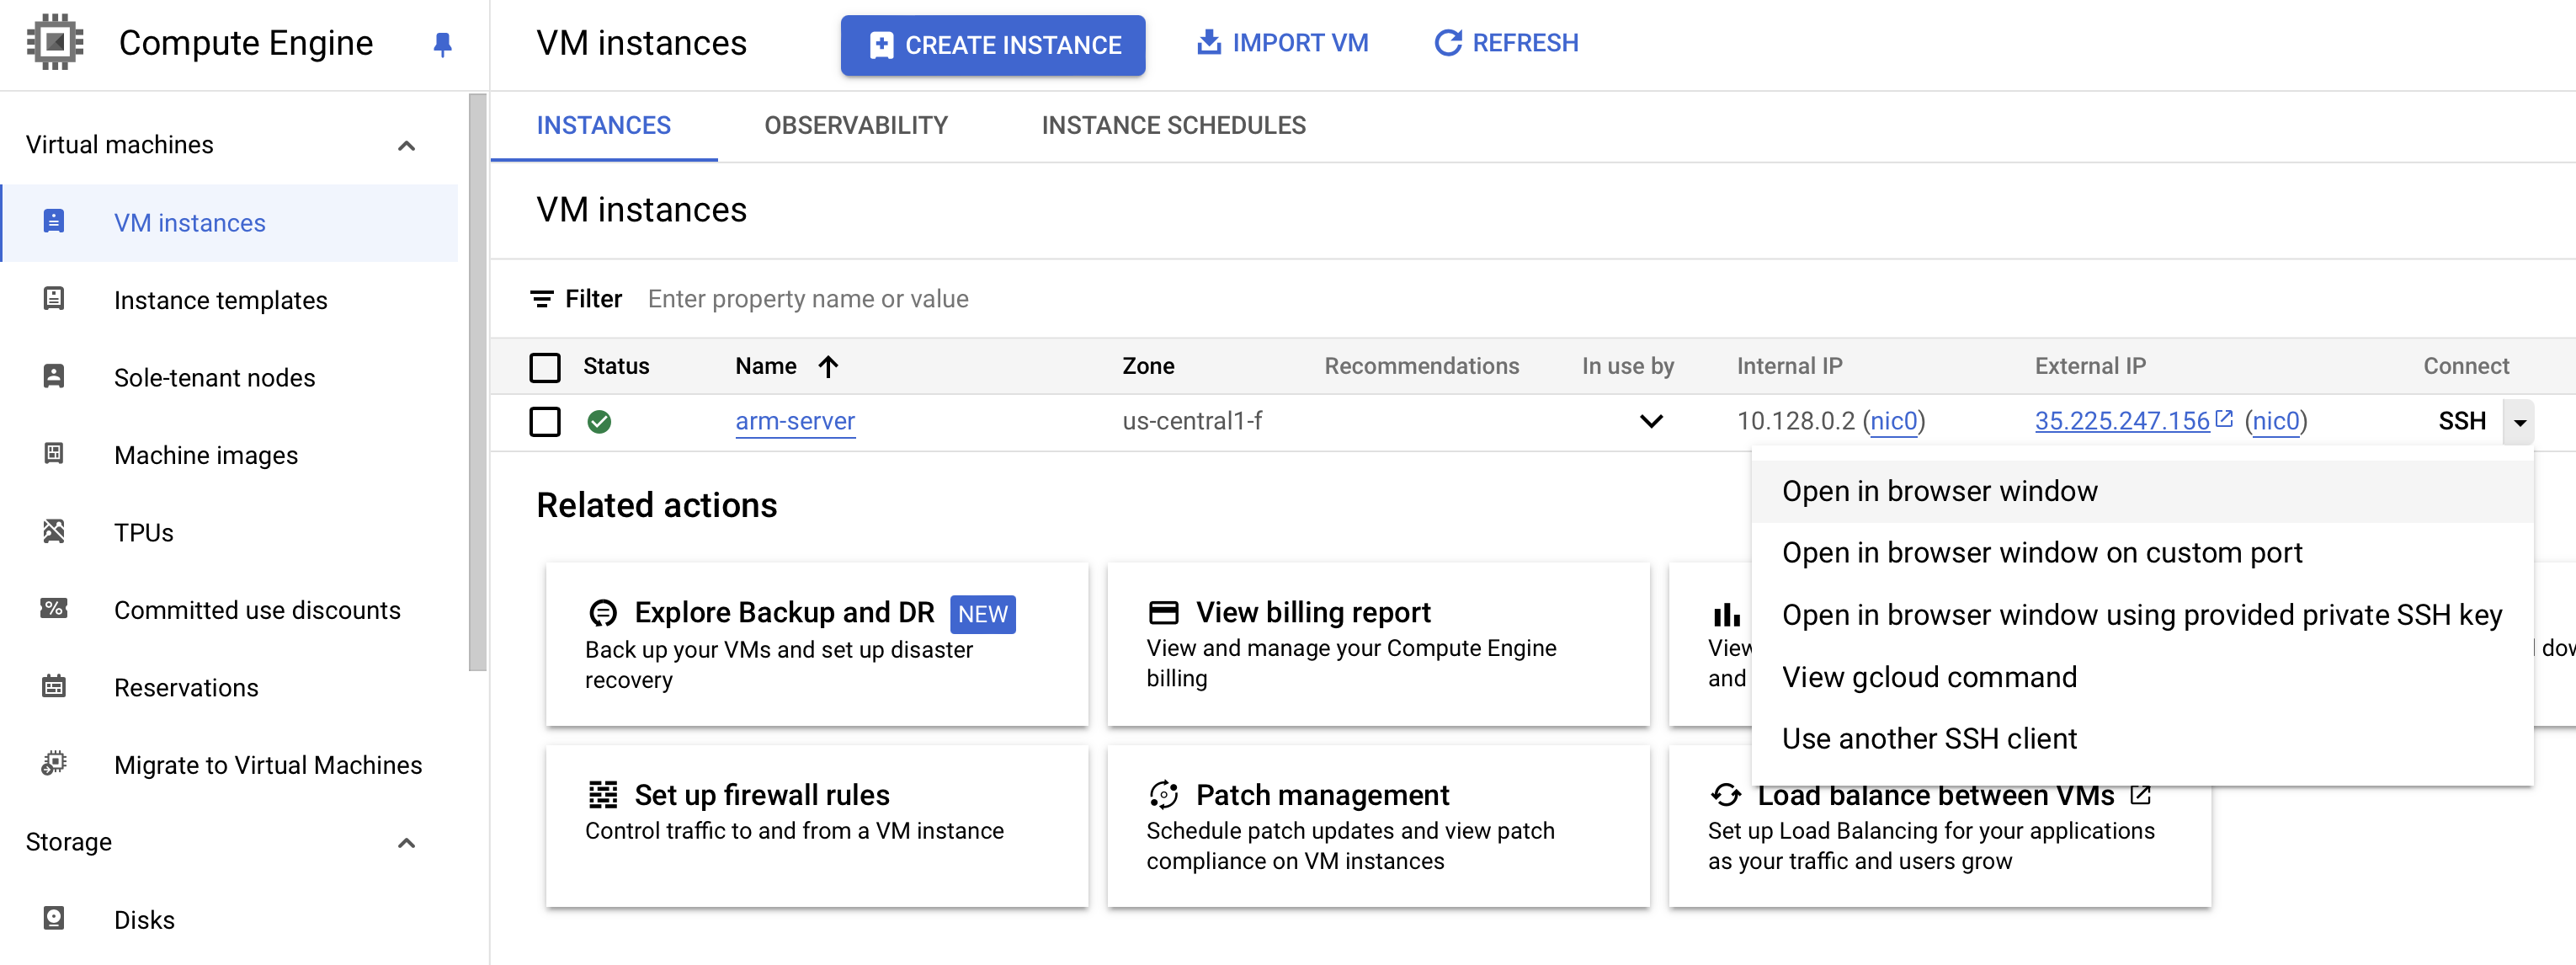 Compute Engine
VM instances
CREATE INSTANCE
IMPORT VM
REFRESH
Virtual machines
VM instances
Instance templates
Sole-tenant nodes
Machine images
TPUs
Committed use discounts
Reservations
Migrate to Virtual Machines
Storage
Disks
INSTANCES
OBSERVABILITY
INSTANCE SCHEDULES
VM instances
Filter Enter property name or value
Status Name Zone Recommendations In use by Internal IP External IP Connect
arm-server us-central1-f 10.128.0.2 (nic0) 35.225.247.156 (nic0) SSH
Open in browser window
Open in browser window on custom port
Open in browser window using provided private SSH key
View gcloud command
Use another SSH client
Related actions
Explore Backup and DR NEW
Back up your VMs and set up disaster
recovery
View billing report
View and manage your Compute Engine
billing
View
and
Set up firewall rules
Control traffic to and from a VM instance
Patch management
Schedule patch updates and view patch
compliance on VM instances
Load balance between VMs
Set up Load Balancing for your applications
as your traffic and users grow